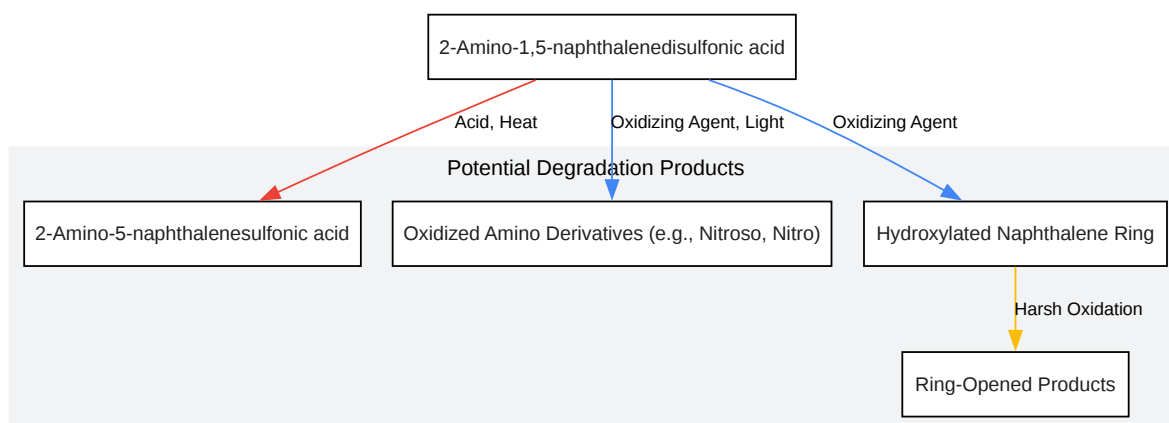 2-Amino-1,5-naphthalenedisulfonic acid
Acid, Heat
Oxidizing Agent, Light
Oxidizing Agent
Potential Degradation Products
2-Amino-5-naphthalenesulfonic acid
Oxidized Amino Derivatives (e.g., Nitroso, Nitro)
Hydroxylated Naphthalene Ring
Harsh Oxidation
Ring-Opened Products